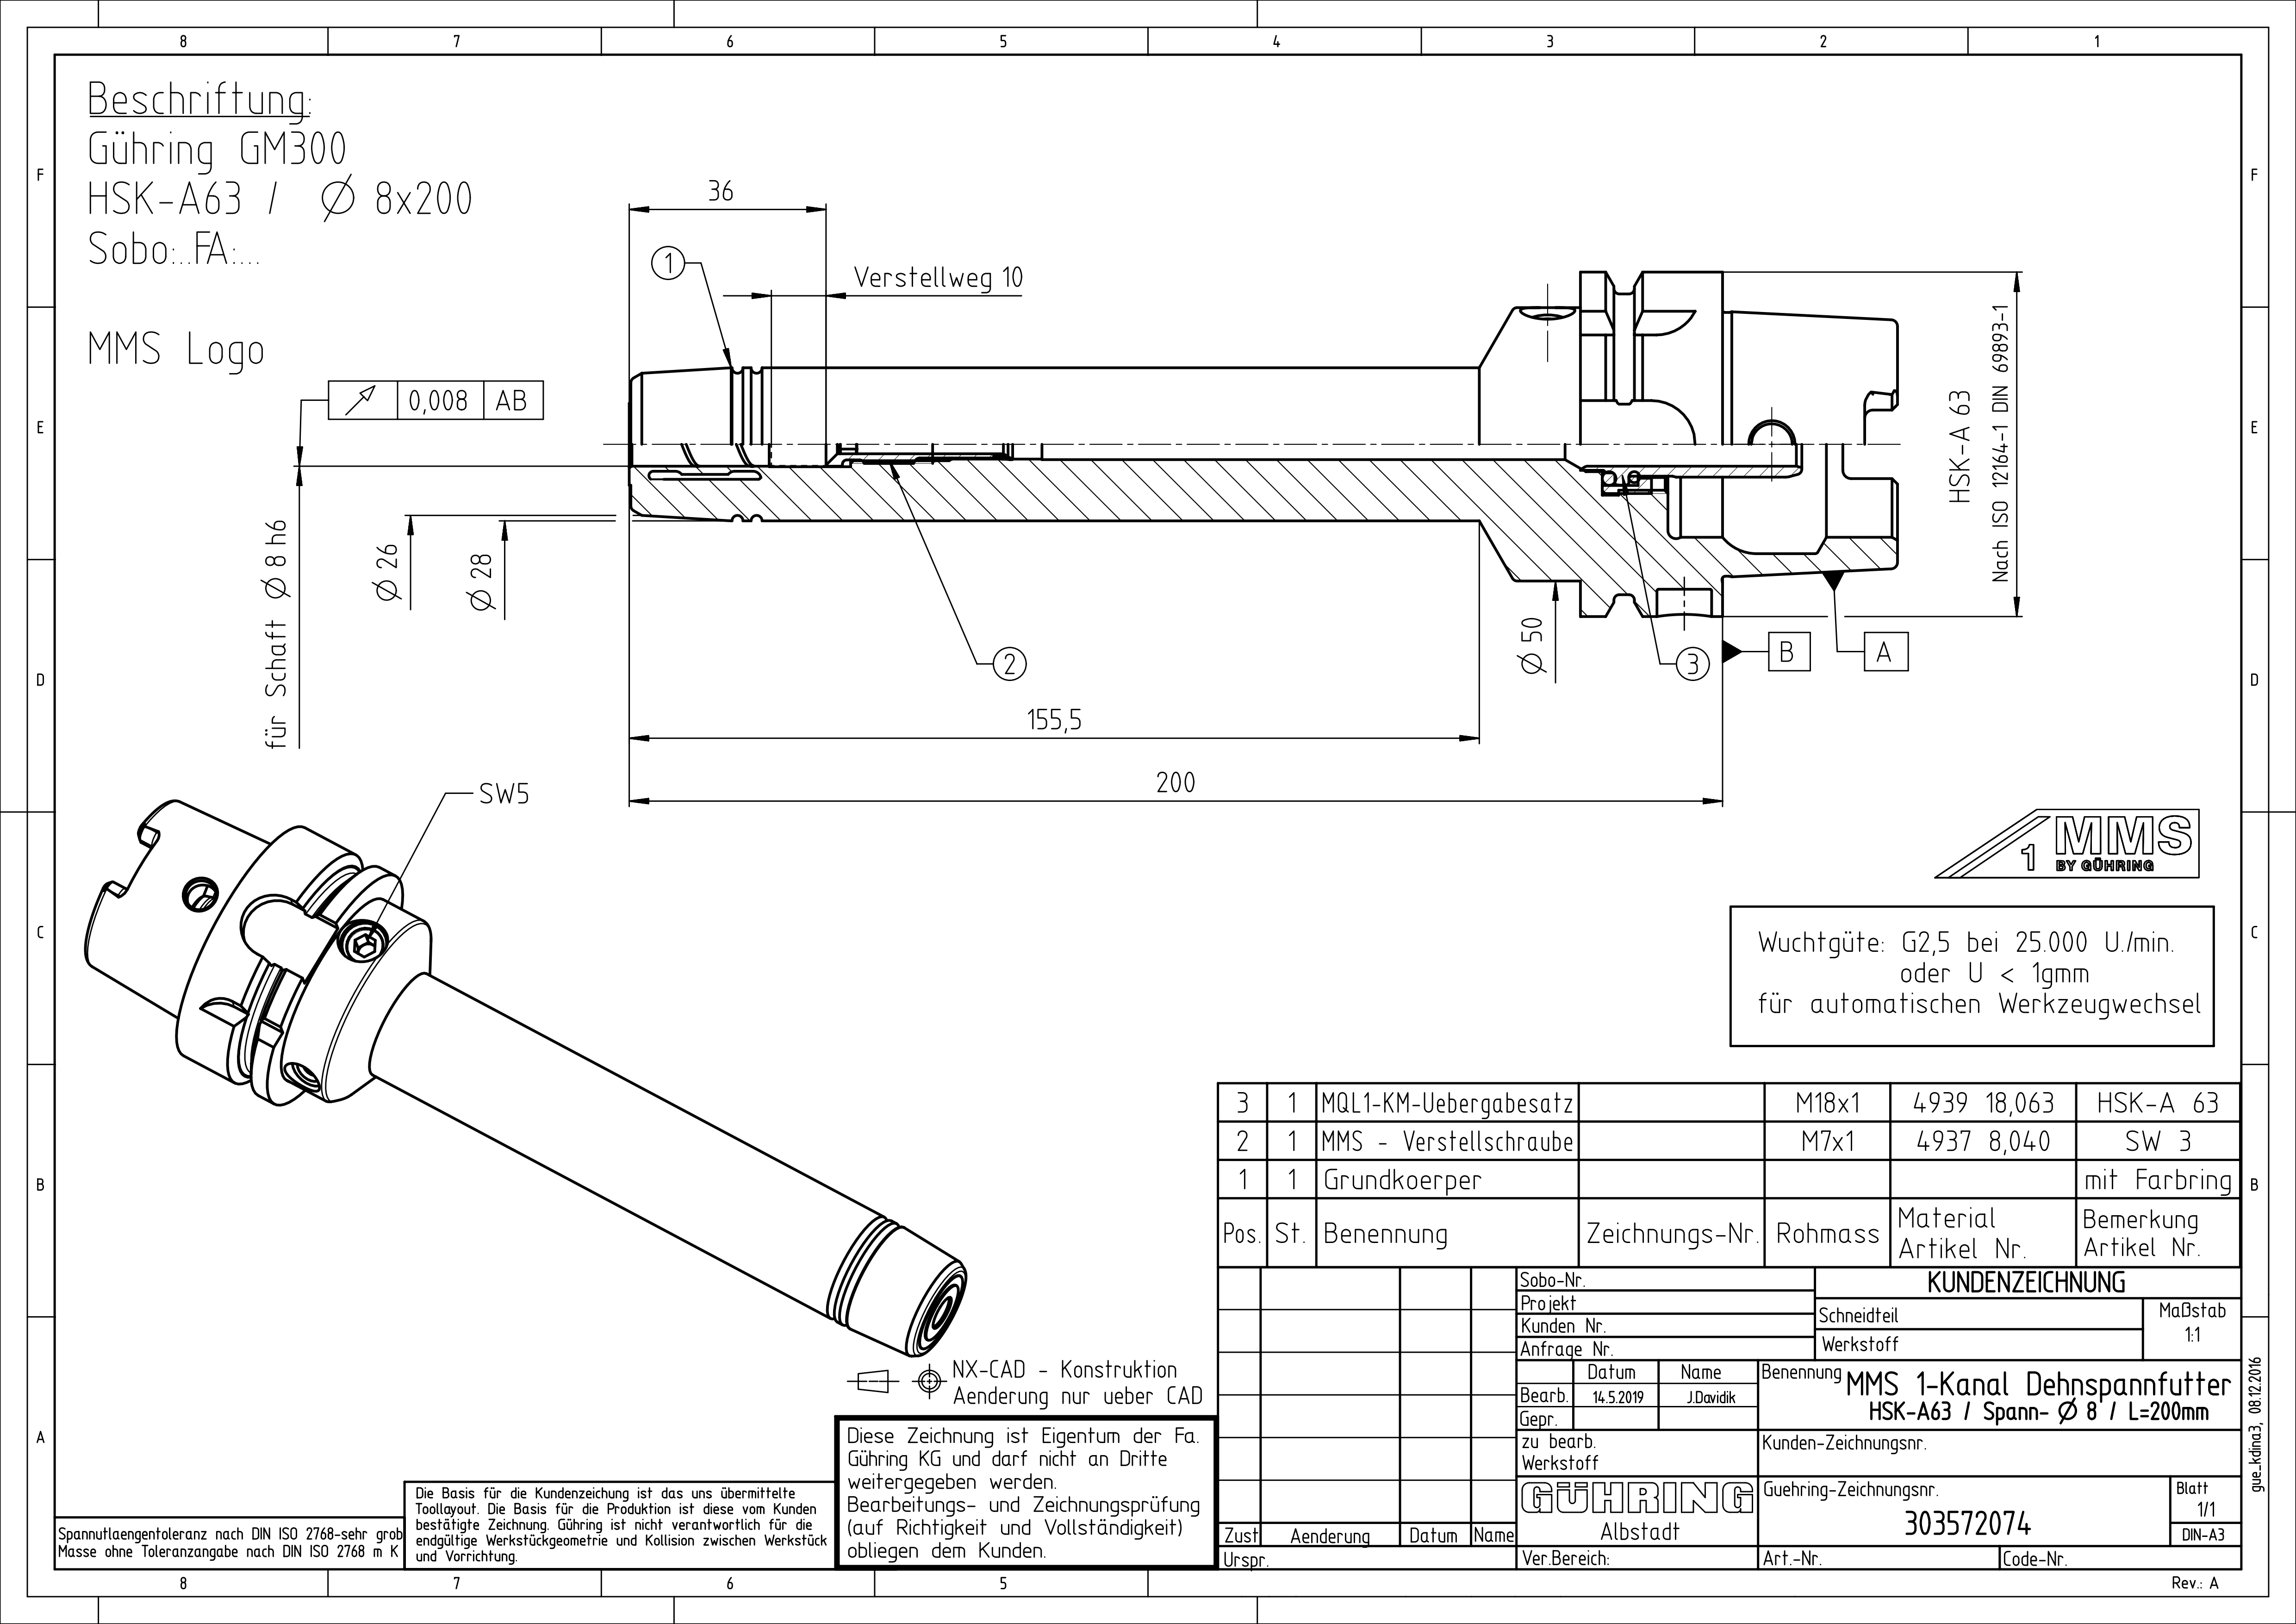 8 7 6 5 4 3 2 1
F
E
D
C
B
A
F
E
D
C
B
Beschriftung:
Gühring GM300
HSK-A63 / Ø 8x200
Sobo:..FA:...
MMS Logo
0,008 AB
36
1
Verstellweg 10
für Schaft Ø 8 h6
Ø 26
Ø 28
2
155,5
200
Ø 50
3
B
A
HSK-A 63
Nach ISO 12164-1 DIN 69893-1
SW5
1 MMS
BY GÜHRING
Wuchtgüte: G2,5 bei 25.000 U./min.
oder U < 1gmm
für automatischen Werkzeugwechsel
3 1 MQL1-KM-Uebergabesatz M18x1 4939 18,063 HSK-A 63
2 1 MMS - Verstellschraube M7x1 4937 8,040 SW 3
1 1 Grundkoerper mit Farbring
Pos. St. Benennung Zeichnungs-Nr. Rohmass Material Artikel Nr. Bemerkung Artikel Nr.
Sobo-Nr.
Projekt
Kunden Nr.
Anfrage Nr.
KUNDENZEICHNUNG
Schneidteil
Werkstoff
Maßstab
1:1
Datum Name
Bearb. 14.5.2019 J.Davidik
Gepr.
zu bearb.
Werkstoff
Benennung
MMS 1-Kanal Dehnspannfutter
HSK-A63 / Spann- Ø 8 / L=200mm
Kunden-Zeichnungsnr.
GÜHRING
Albstadt
Guehring-Zeichnungsnr.
303572074
Blatt
1/1
DIN-A3
Zust Aenderung Datum Name
Urspr.
Ver.Bereich:
Art.-Nr.
Code-Nr.
gue_kdina3, 08.12.2016
NX-CAD - Konstruktion
Aenderung nur ueber CAD
Diese Zeichnung ist Eigentum der Fa.
Gühring KG und darf nicht an Dritte
weitergegeben werden.
Bearbeitungs- und Zeichnungsprüfung
(auf Richtigkeit und Vollständigkeit)
obliegen dem Kunden.
Die Basis für die Kundenzeichung ist das uns übermittelte
Toollayout. Die Basis für die Produktion ist diese vom Kunden
bestätigte Zeichnung. Gühring ist nicht verantwortlich für die
endgültige Werkstückgeometrie und Kollision zwischen Werkstück
und Vorrichtung.
Spannutlaengentoleranz nach DIN ISO 2768-sehr grob
Masse ohne Toleranzangabe nach DIN ISO 2768 m K
8 7 6 5
Rev.: A